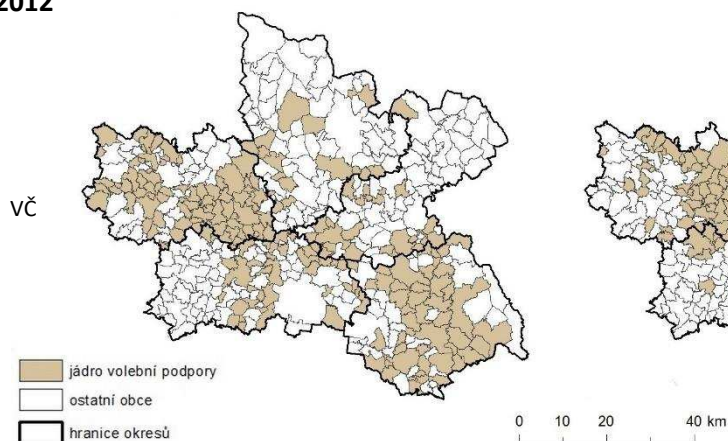 2012
VČ
jádro volební podpory
ostatní obce
hranice okresů
0 10 20 40 km